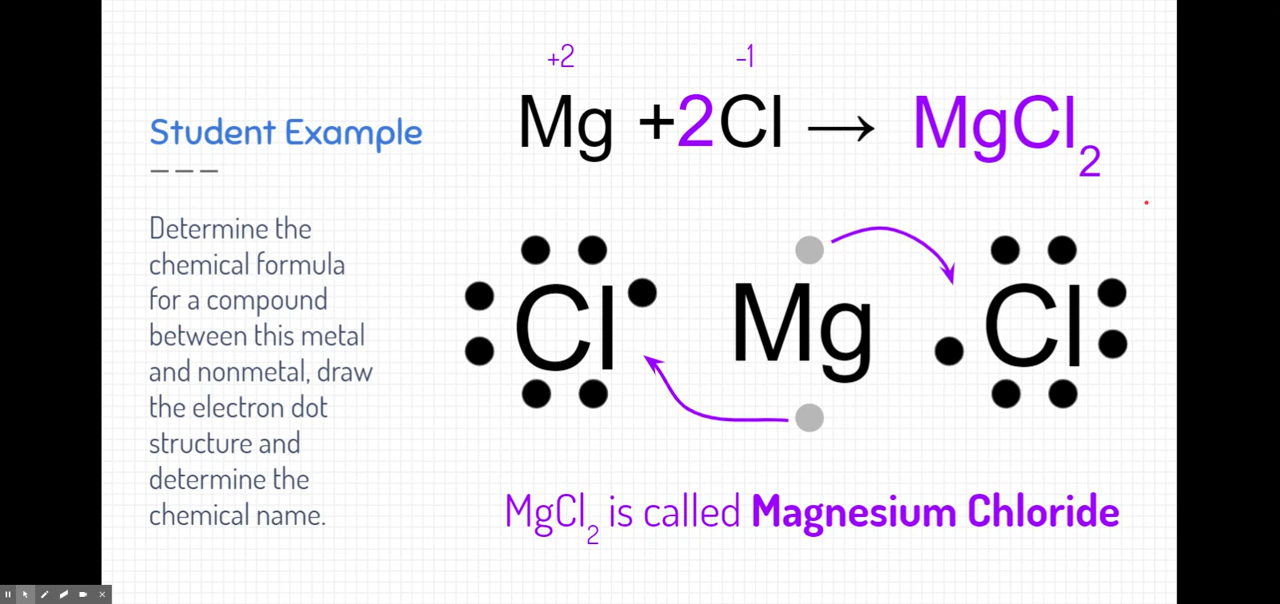 Student Example
Determine the
chemical formula
for a compound
between this metal
and nonmetal, draw
the electron dot
structure and
determine the
chemical name.
+2 -1
Mg +2Cl → MgCl₂
Cl Mg Cl
MgCl₂ is called Magnesium Chloride